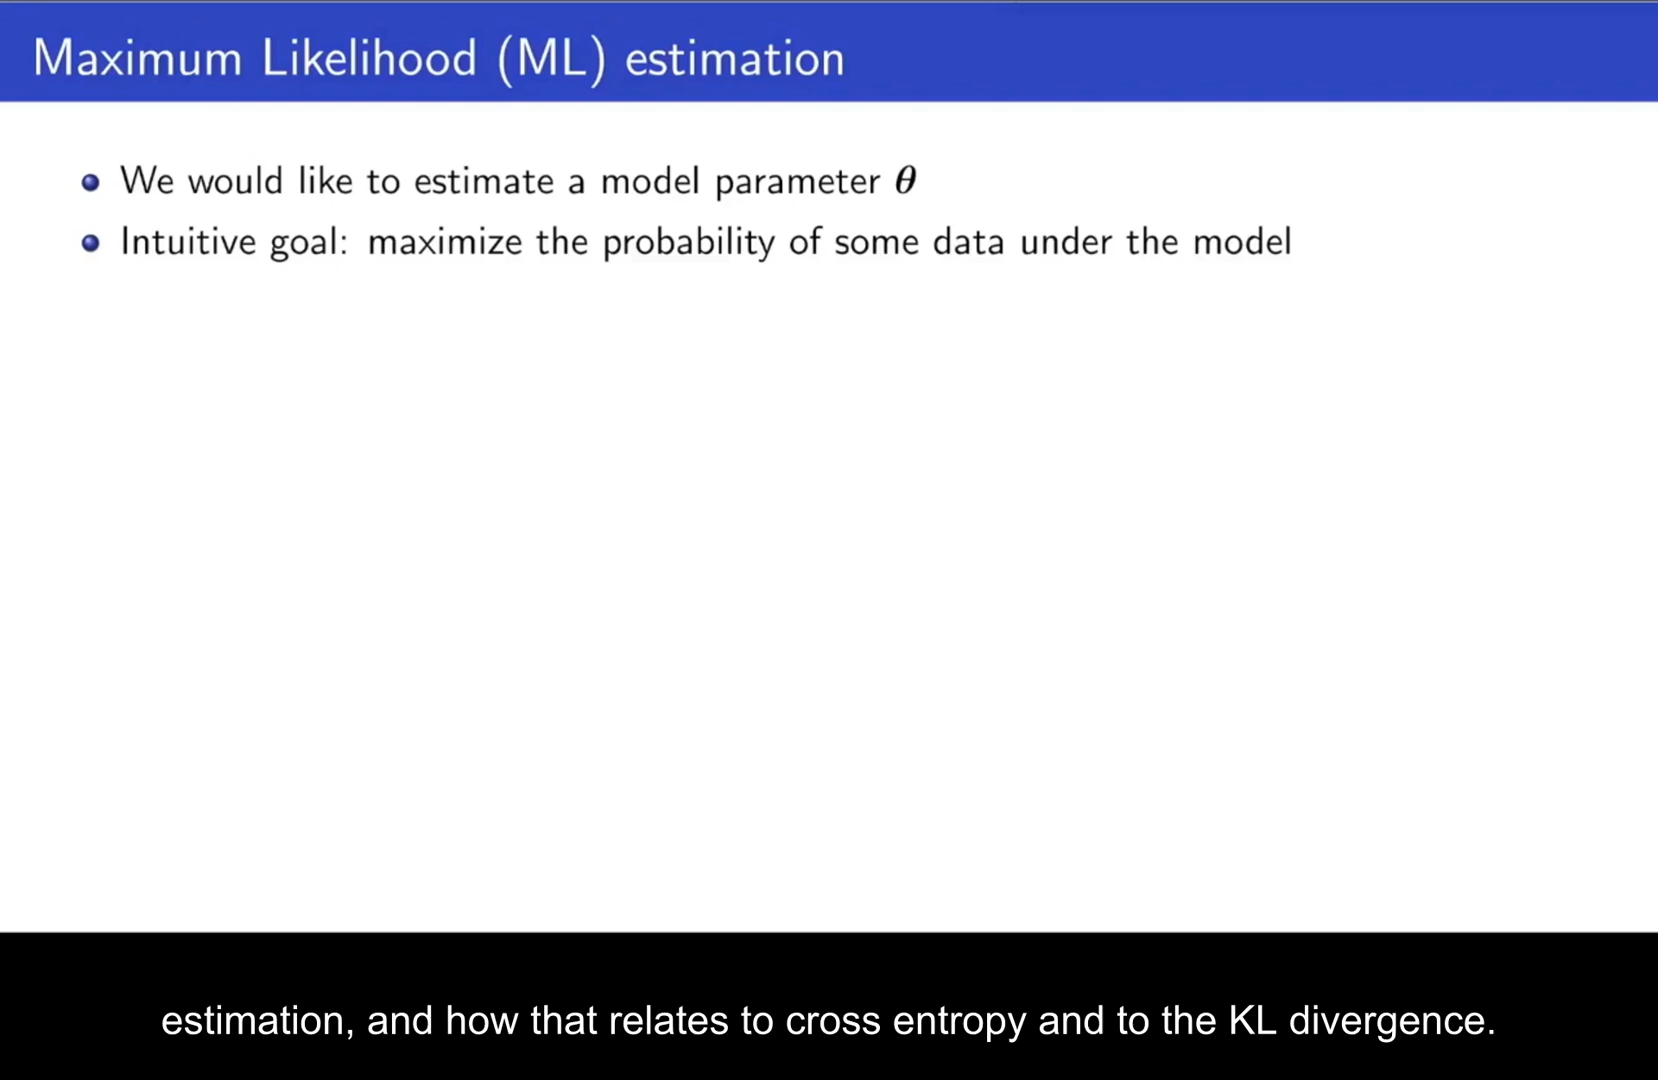 Maximum Likelihood (ML) estimation
We would like to estimate a model parameter θ
Intuitive goal: maximize the probability of some data under the model
estimation, and how that relates to cross entropy and to the KL divergence.